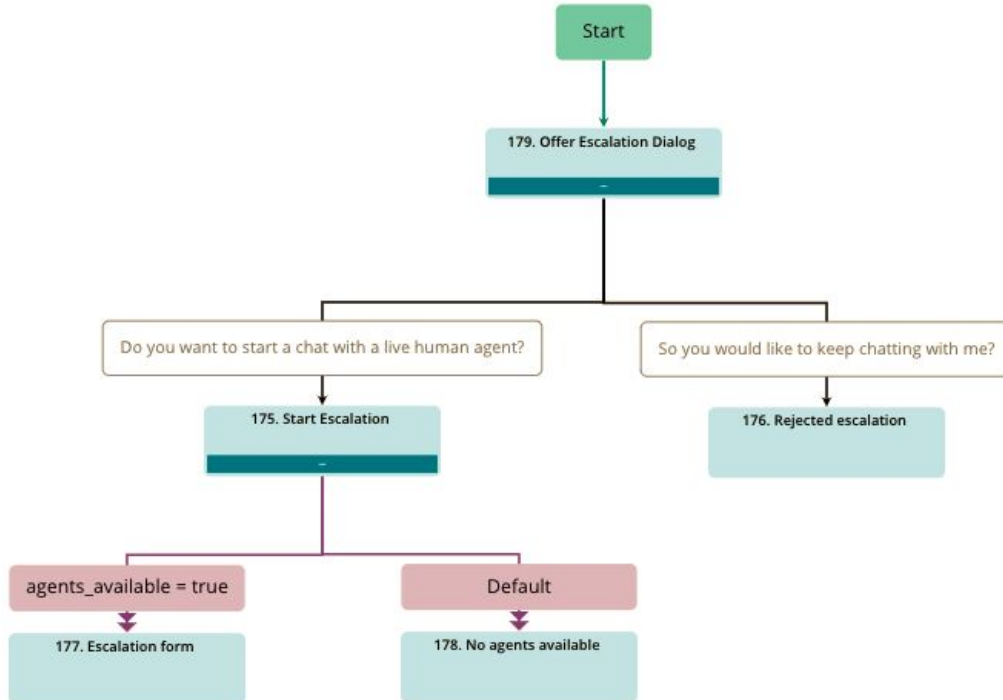 Start
179. Offer Escalation Dialog
–
Do you want to start a chat with a live human agent?
So you would like to keep chatting with me?
175. Start Escalation
–
176. Rejected escalation
agents_available = true
Default
177. Escalation form
178. No agents available